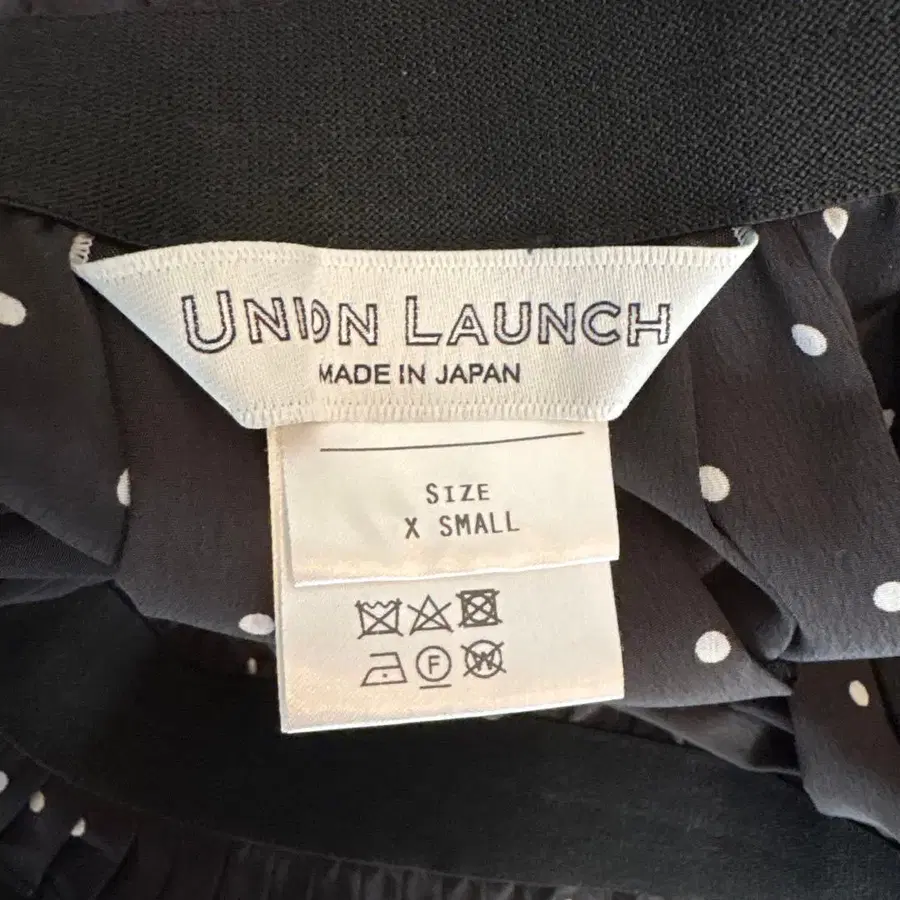 UNION LAUNCH
MADE IN JAPAN
SIZE
X SMALL
F
W